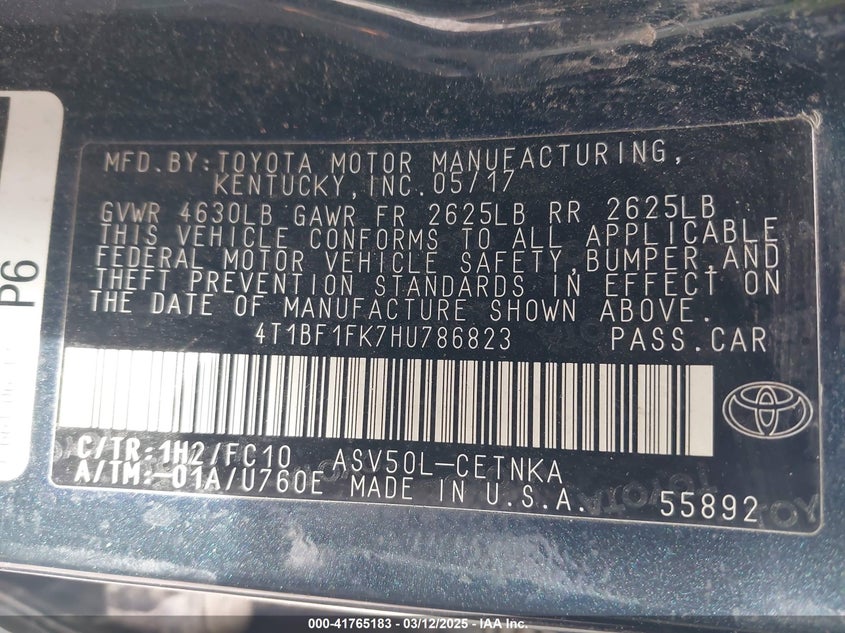 P6
MFD.BY:TOYOTA MOTOR MANUFACTURING,
KENTUCKY,INC.05/17
GVWR 4630LB GAWR FR 2625LB RR 2625LB
THIS VEHICLE CONFORMS TO ALL APPLICABLE
FEDERAL MOTOR VEHICLE SAFETY,BUMPER,AND
THEFT PREVENTION STANDARDS IN EFFECT ON
THE DATE OF MANUFACTURE SHOWN ABOVE.
4T1BF1FK7HU786823 PASS.CAR
C/TR:1H2/FC10 ASV50L-CETNKA
A/TM:-01A/U760E MADE IN U.S.A. 55892
TOYOTA
000-41765183 - 03/12/2025 - IAA Inc.